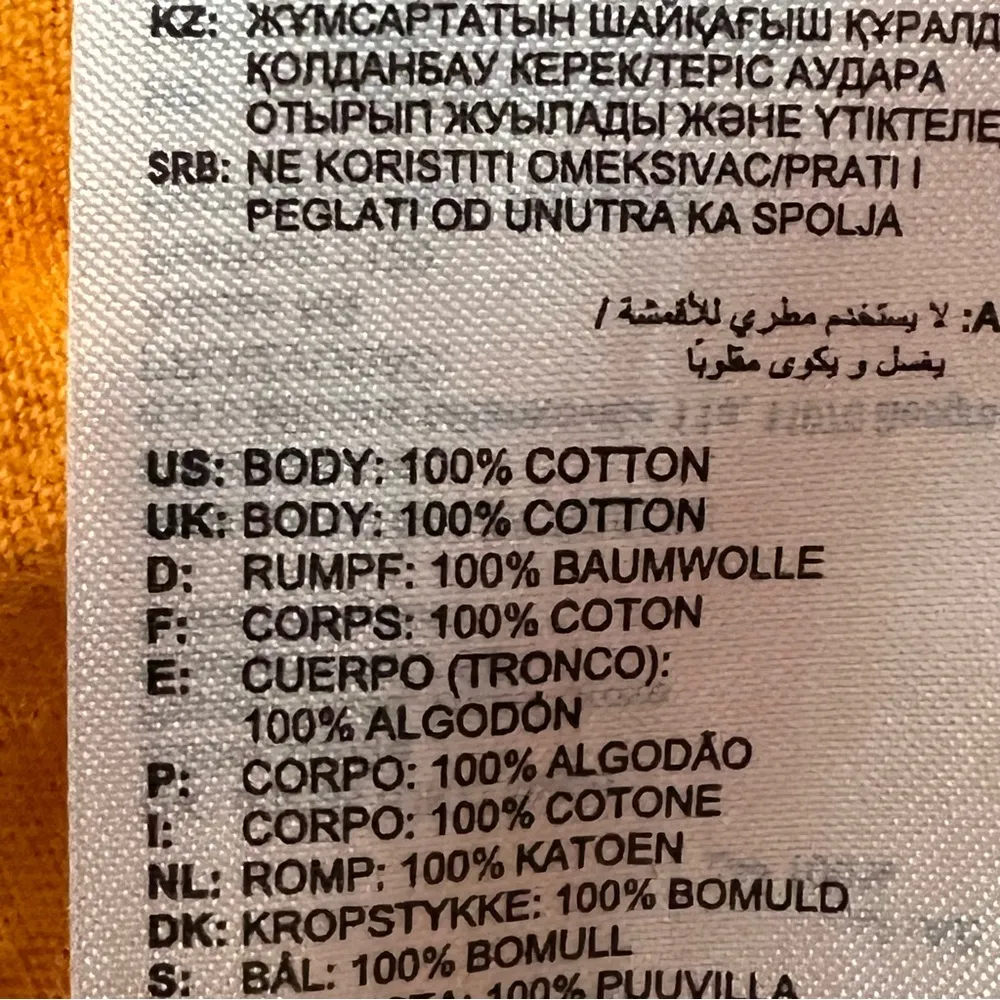 KZ: ЖҰМСАРТАТЫН ШАЙҚАҒЫШ ҚҰРАЛД
ҚОЛДАНБАУ КЕРЕК/ТЕРІС АУДАРА
ОТЫРЫП ЖУЫЛАДЫ ЖӘНЕ ҮТІКТЕЛЕ
SRB: NE KORISTITI OMEKSIVAC/PRATI I
PEGLATI OD UNUTRA KA SPOLJA
A: لا يستخدم مطري للأقمشة /
يغسل و يكوى مقلوبًا
US: BODY: 100% COTTON
UK: BODY: 100% COTTON
D: RUMPF: 100% BAUMWOLLE
F: CORPS: 100% COTON
E: CUERPO (TRONCO):
100% ALGODÓN
P: CORPO: 100% ALGODÃO
I: CORPO: 100% COTONE
NL: ROMP: 100% KATOEN
DK: KROPSTYKKE: 100% BOMULD
S: BÅL: 100% BOMULL
100% PUUVILLA